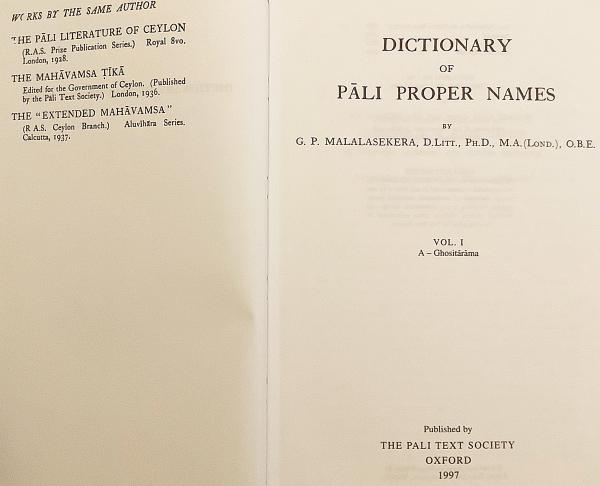 WORKS BY THE SAME AUTHOR
THE PĀLI LITERATURE OF CEYLON
(R.A.S. Prize Publication Series.) Royal 8vo.
London, 1928.
THE MAHĀVAMSA ṬĪKĀ
Edited for the Government of Ceylon. (Published
by the Pāli Text Society.) London, 1936.
THE "EXTENDED MAHĀVAMSA"
(R A.S. Ceylon Branch.) Aluvihāra Series.
Calcutta, 1937.
DICTIONARY
OF
PĀLI PROPER NAMES
BY
G. P. MALALASEKERA, D.LITT., PH.D., M.A.(LOND.), O.B.E.
VOL. I
A – Ghositārāma
Published by
THE PALI TEXT SOCIETY
OXFORD
1997